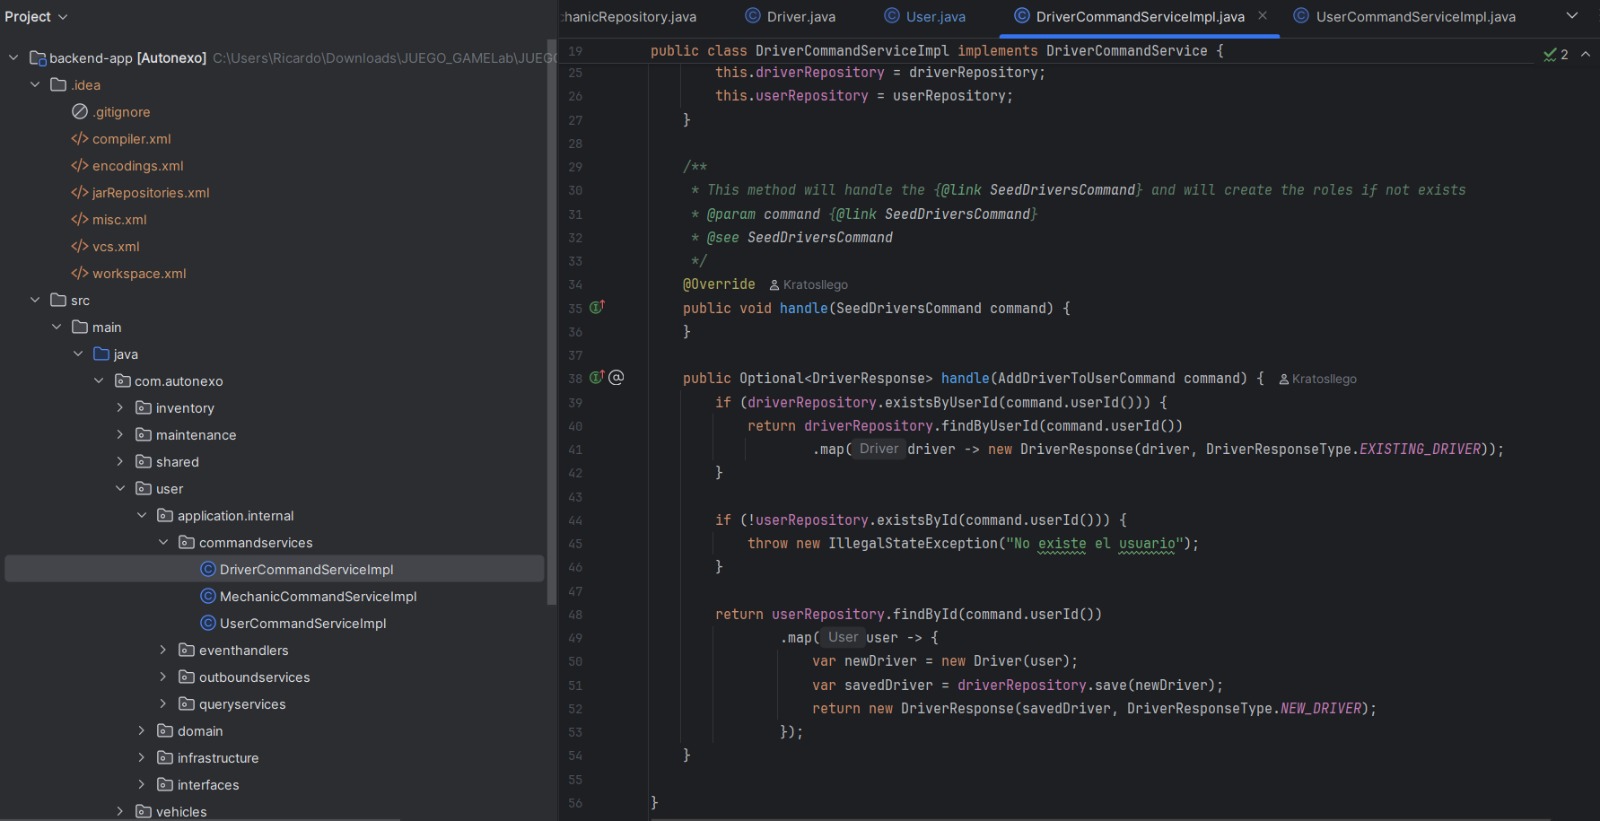 Project
backend-app [Autonexo] C:\Users\Ricardo\Downloads\JUEGO_GAMELab\JUEGO
.idea
.gitignore
compiler.xml
encodings.xml
jarRepositories.xml
misc.xml
vcs.xml
workspace.xml
src
main
java
com.autonexo
inventory
maintenance
shared
user
application.internal
commandservices
DriverCommandServiceImpl
MechanicCommandServiceImpl
UserCommandServiceImpl
eventhandlers
outboundservices
queryservices
domain
infrastructure
interfaces
vehicles
chanicRepository.java Driver.java User.java DriverCommandServiceImpl.java UserCommandServiceImpl.java
19 public class DriverCommandServiceImpl implements DriverCommandService {
2
25 this.driverRepository = driverRepository;
26 this.userRepository = userRepository;
27 }
28
29 /**
30 * This method will handle the {@link SeedDriversCommand} and will create the roles if not exists
31 * @param command {@link SeedDriversCommand}
32 * @see SeedDriversCommand
33 */
34 @Override Kratosllego
35 public void handle(SeedDriversCommand command) {
36 }
37
38 @ public Optional<DriverResponse> handle(AddDriverToUserCommand command) { Kratosllego
39 if (driverRepository.existsByUserId(command.userId())) {
40 return driverRepository.findByUserId(command.userId())
41 .map( Driver driver -> new DriverResponse(driver, DriverResponseType.EXISTING_DRIVER));
42 }
43
44 if (!userRepository.existsById(command.userId())) {
45 throw new IllegalStateException("No existe el usuario");
46 }
47
48 return userRepository.findById(command.userId())
49 .map( User user -> {
50 var newDriver = new Driver(user);
51 var savedDriver = driverRepository.save(newDriver);
52 return new DriverResponse(savedDriver, DriverResponseType.NEW_DRIVER);
53 });
54 }
55
56 }